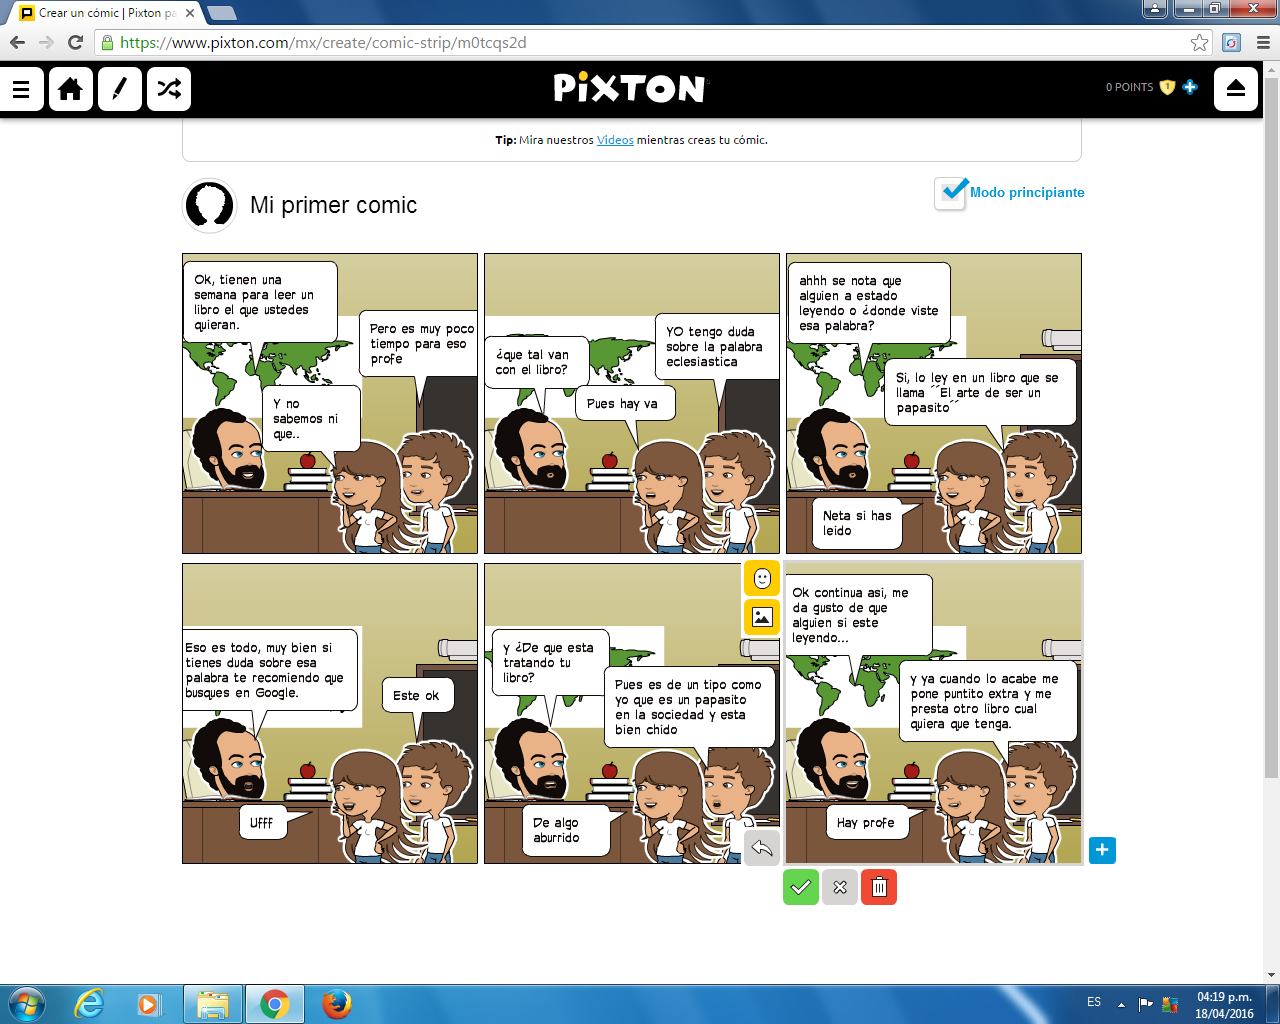 Crear un cómic | Pixton pa
https://www.pixton.com/mx/create/comic-strip/m0tcqs2d
PIXTON
0 POINTS
1
Tip: Mira nuestros Videos mientras creas tu cómic.
Mi primer comic
Modo principiante
Ok, tienen una
semana para leer un
libro el que ustedes
quieran.
Pero es muy poco
tiempo para eso
profe
Y no
sabemos ni
que..
¿que tal van
con el libro?
YO tengo duda
sobre la palabra
eclesiastica
Pues hay va
ahhh se nota que
alguien a estado
leyendo o ¿donde viste
esa palabra?
Si, lo ley en un libro que se
llama ´´El arte de ser un
papasito´´
Neta si has
leido
Eso es todo, muy bien si
tienes duda sobre esa
palabra te recomiendo que
busques en Google.
Este ok
Ufff
y ¿De que esta
tratando tu
libro?
Pues es de un tipo como
yo que es un papasito
en la sociedad y esta
bien chido
De algo
aburrido
Ok continua asi, me
da gusto de que
alguien si este
leyendo...
y ya cuando lo acabe me
pone puntito extra y me
presta otro libro cual
quiera que tenga.
Hay profe
ES
04:19 p.m.
18/04/2016